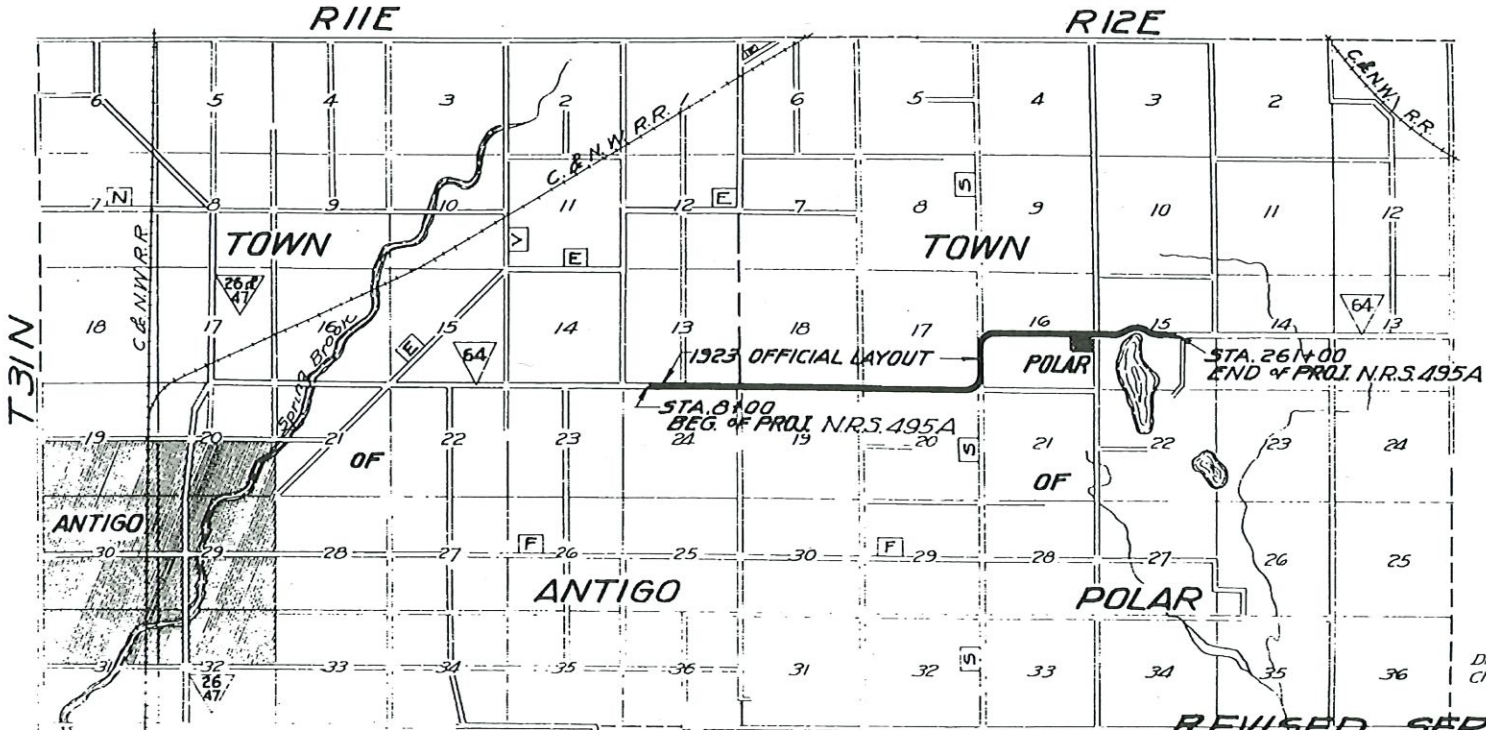 R11E R12E
6 5 4 3 2 1 6 5 4 3 2
C.&N.W. R.R.
C.&N.W. R.R.
7 N 8 9 10 11 12 E 7 8 S 9 10 11 12
V
E
TOWN TOWN
26 47
C.&N.W.R.R.
T31N
18 17 16 15 14 13 18 17 16 15 14 13
64
Spring Brook
E
64
1923 OFFICIAL LAYOUT
POLAR
STA. 261+00
END OF PROJ. N.R.S. 495A
STA. 8+00
BEG. OF PROJ. N.R.S. 495A
19 20 21 22 23 24 19 20 S 21 22 23 24
OF OF
ANTIGO
30 29 28 27 F 26 25 30 F 29 28 27 26 25
ANTIGO POLAR
31 32 33 34 35 36 31 32 S 33 34 35 36
26 47
REVISED SEP